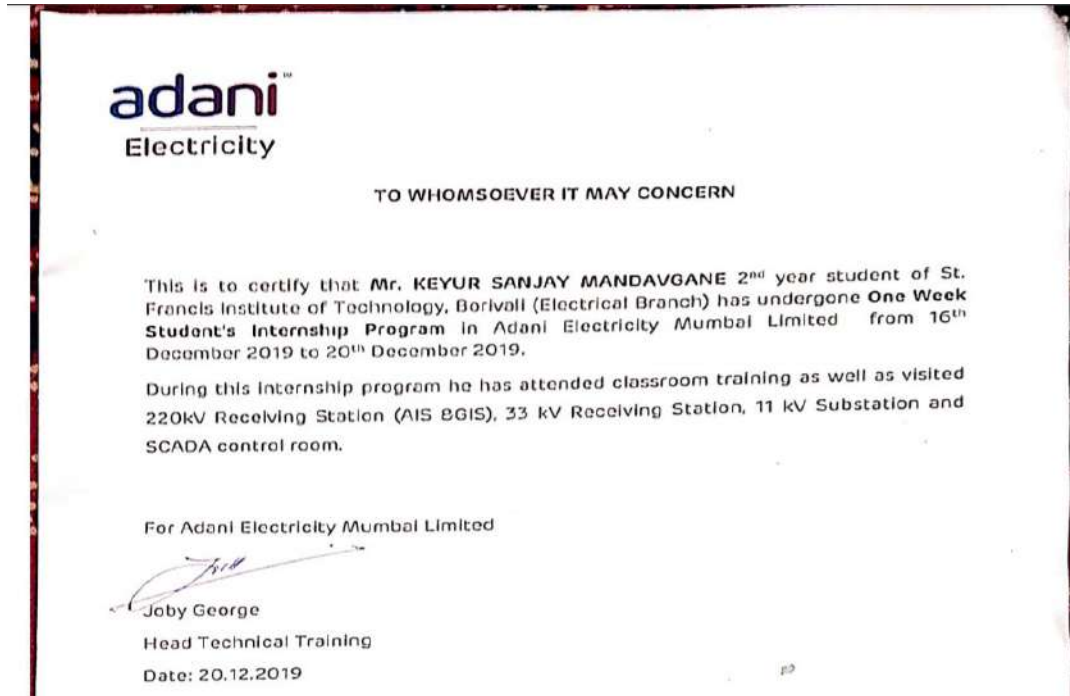 adani™
Electricity
TO WHOMSOEVER IT MAY CONCERN
This is to certify that Mr. KEYUR SANJAY MANDAVGANE 2nd year student of St.
Francis Institute of Technology, Borivali (Electrical Branch) has undergone One Week
Student's Internship Program in Adani Electricity Mumbai Limited from 16th
December 2019 to 20th December 2019.
During this internship program he has attended classroom training as well as visited
220kV Receiving Station (AIS &GIS), 33 kV Receiving Station, 11 kV Substation and
SCADA control room.
For Adani Electricity Mumbai Limited
Joby George
Head Technical Training
Date: 20.12.2019